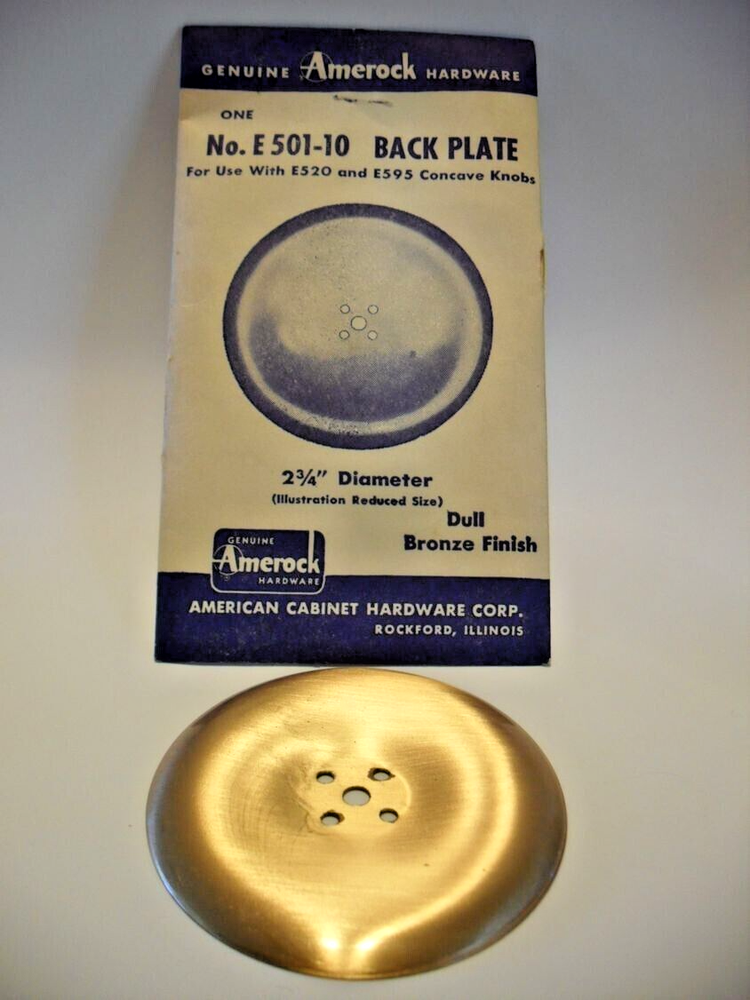 GENUINE Amerock HARDWARE
ONE
No. E 501-10 BACK PLATE
For Use With E520 and E595 Concave Knobs
2¾" Diameter
(Illustration Reduced Size)
Dull
Bronze Finish
GENUINE
Amerock
HARDWARE
AMERICAN CABINET HARDWARE CORP.
ROCKFORD, ILLINOIS